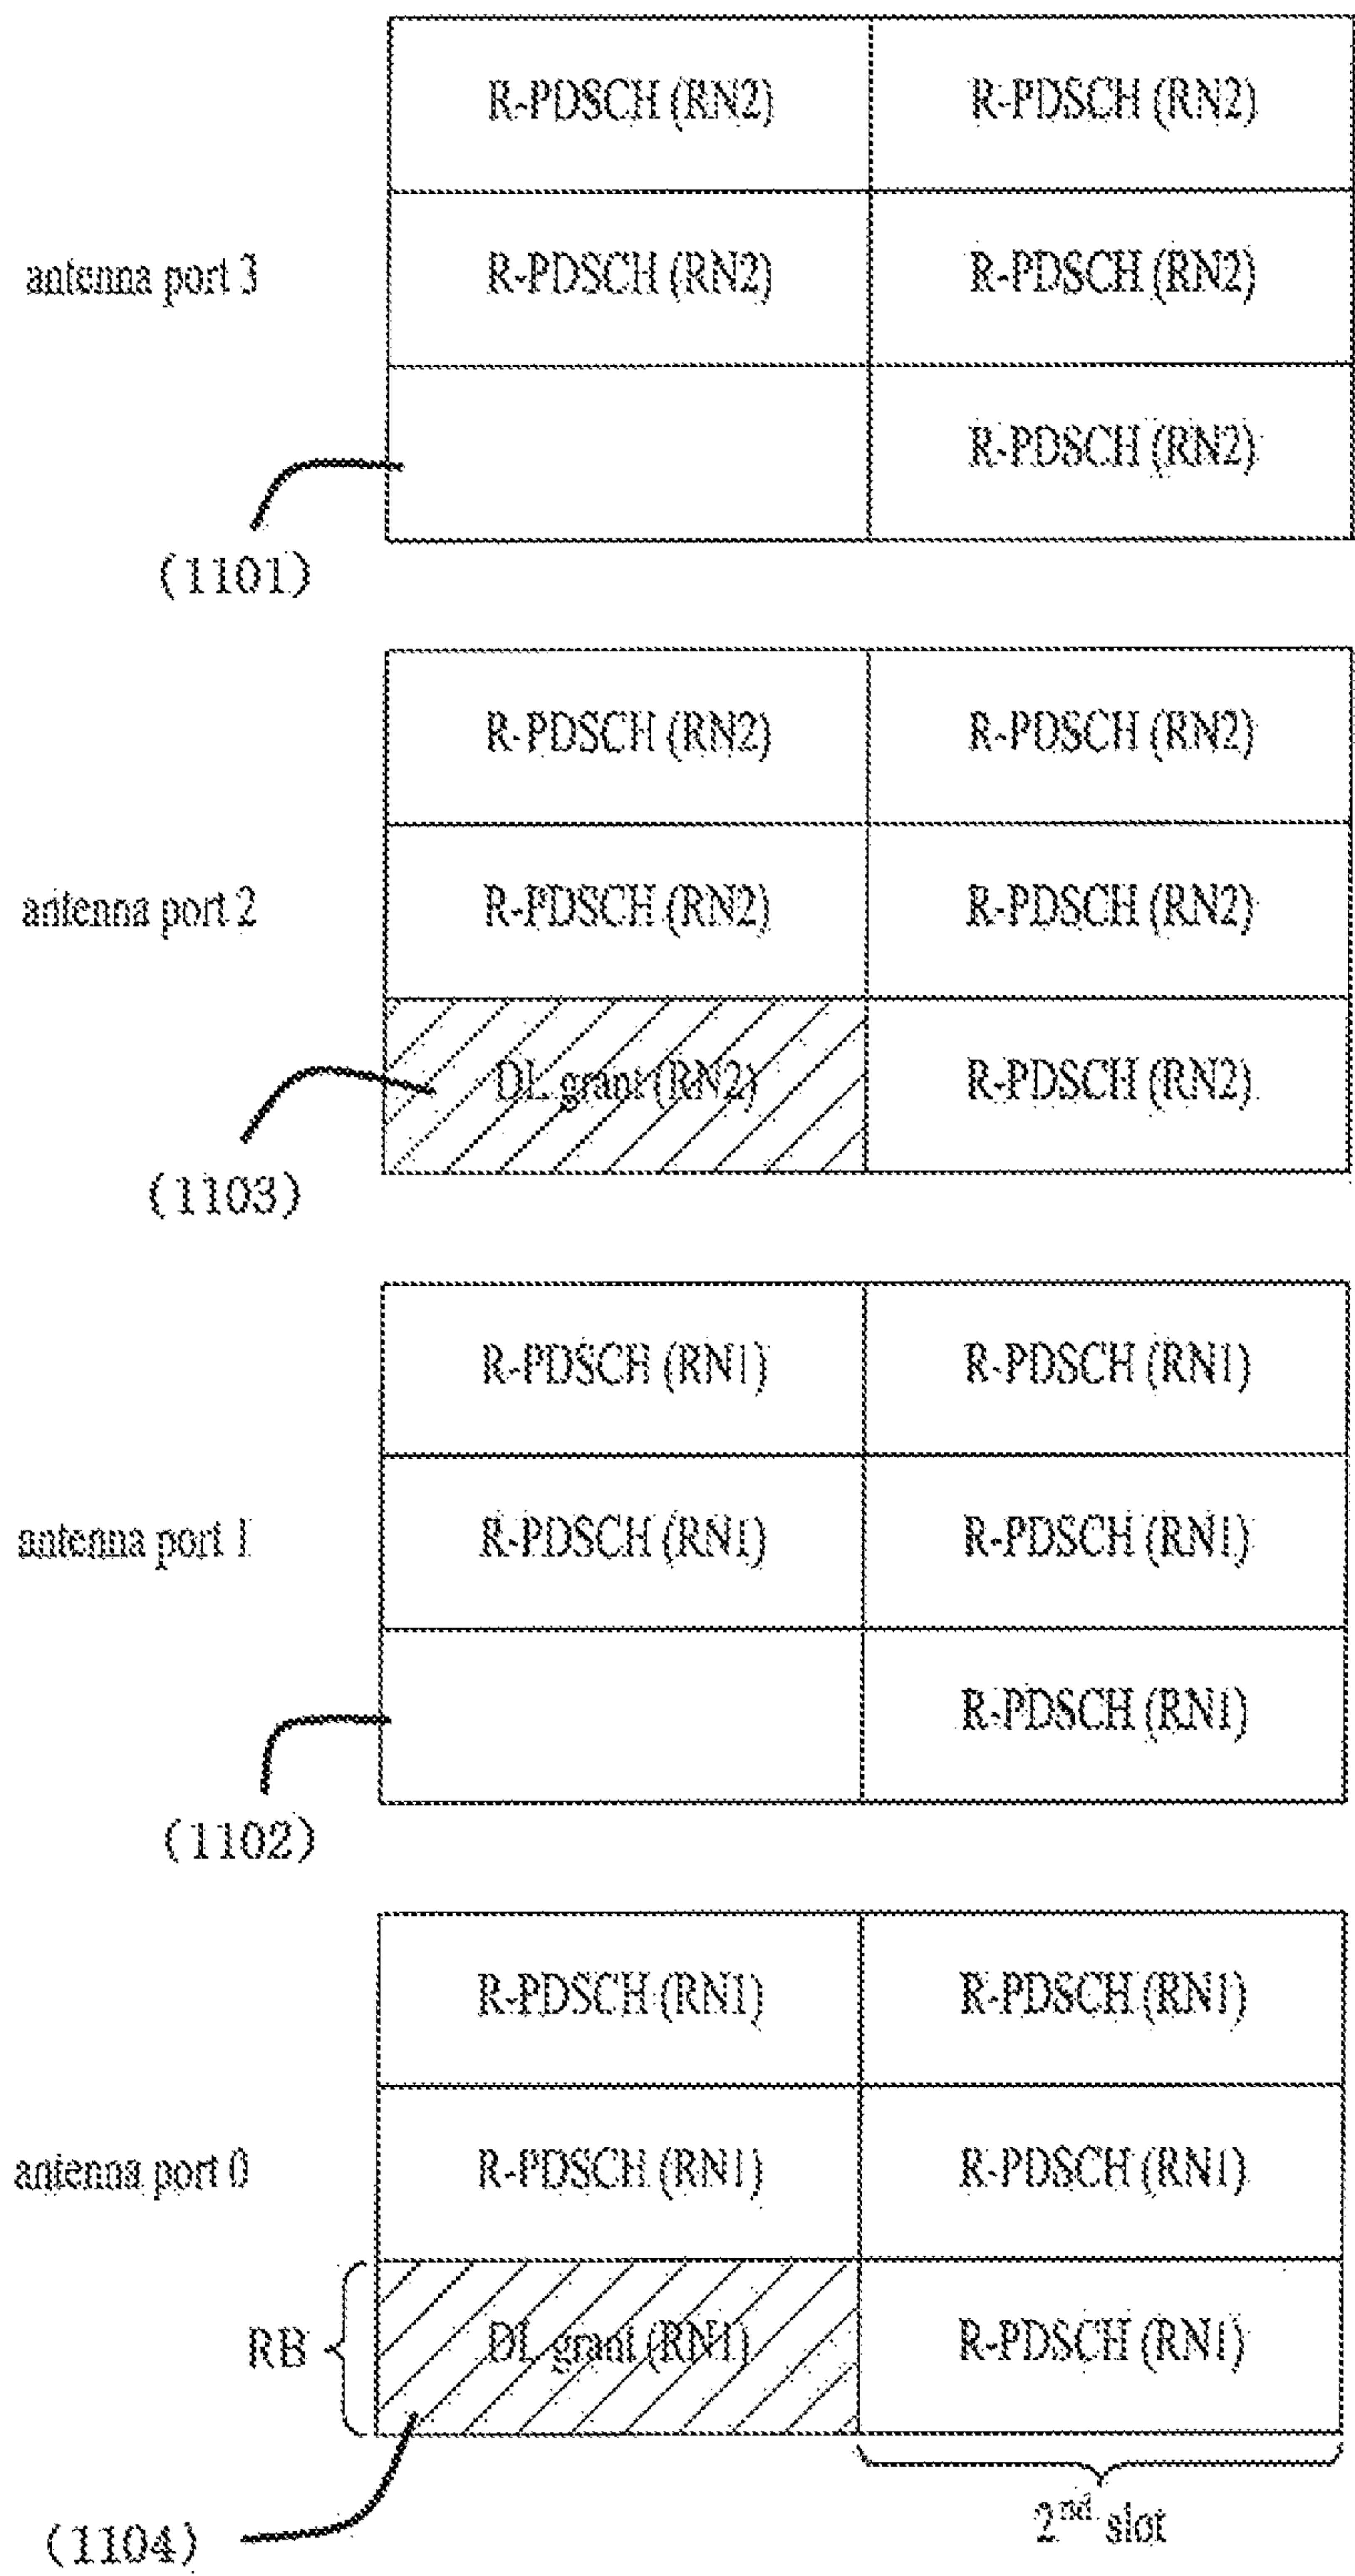 R-PDSCH (RN2) R-PDSCH (RN2)
antenna port 3 R-PDSCH (RN2) R-PDSCH (RN2)
R-PDSCH (RN2)
(1101)
R-PDSCH (RN2) R-PDSCH (RN2)
antenna port 2 R-PDSCH (RN2) R-PDSCH (RN2)
DL grant (RN2) R-PDSCH (RN2)
(1103)
R-PDSCH (RN1) R-PDSCH (RN1)
antenna port 1 R-PDSCH (RN1) R-PDSCH (RN1)
R-PDSCH (RN1)
(1102)
R-PDSCH (RN1) R-PDSCH (RN1)
antenna port 0 R-PDSCH (RN1) R-PDSCH (RN1)
RB DL grant (RN1) R-PDSCH (RN1)
(1104) 2nd slot